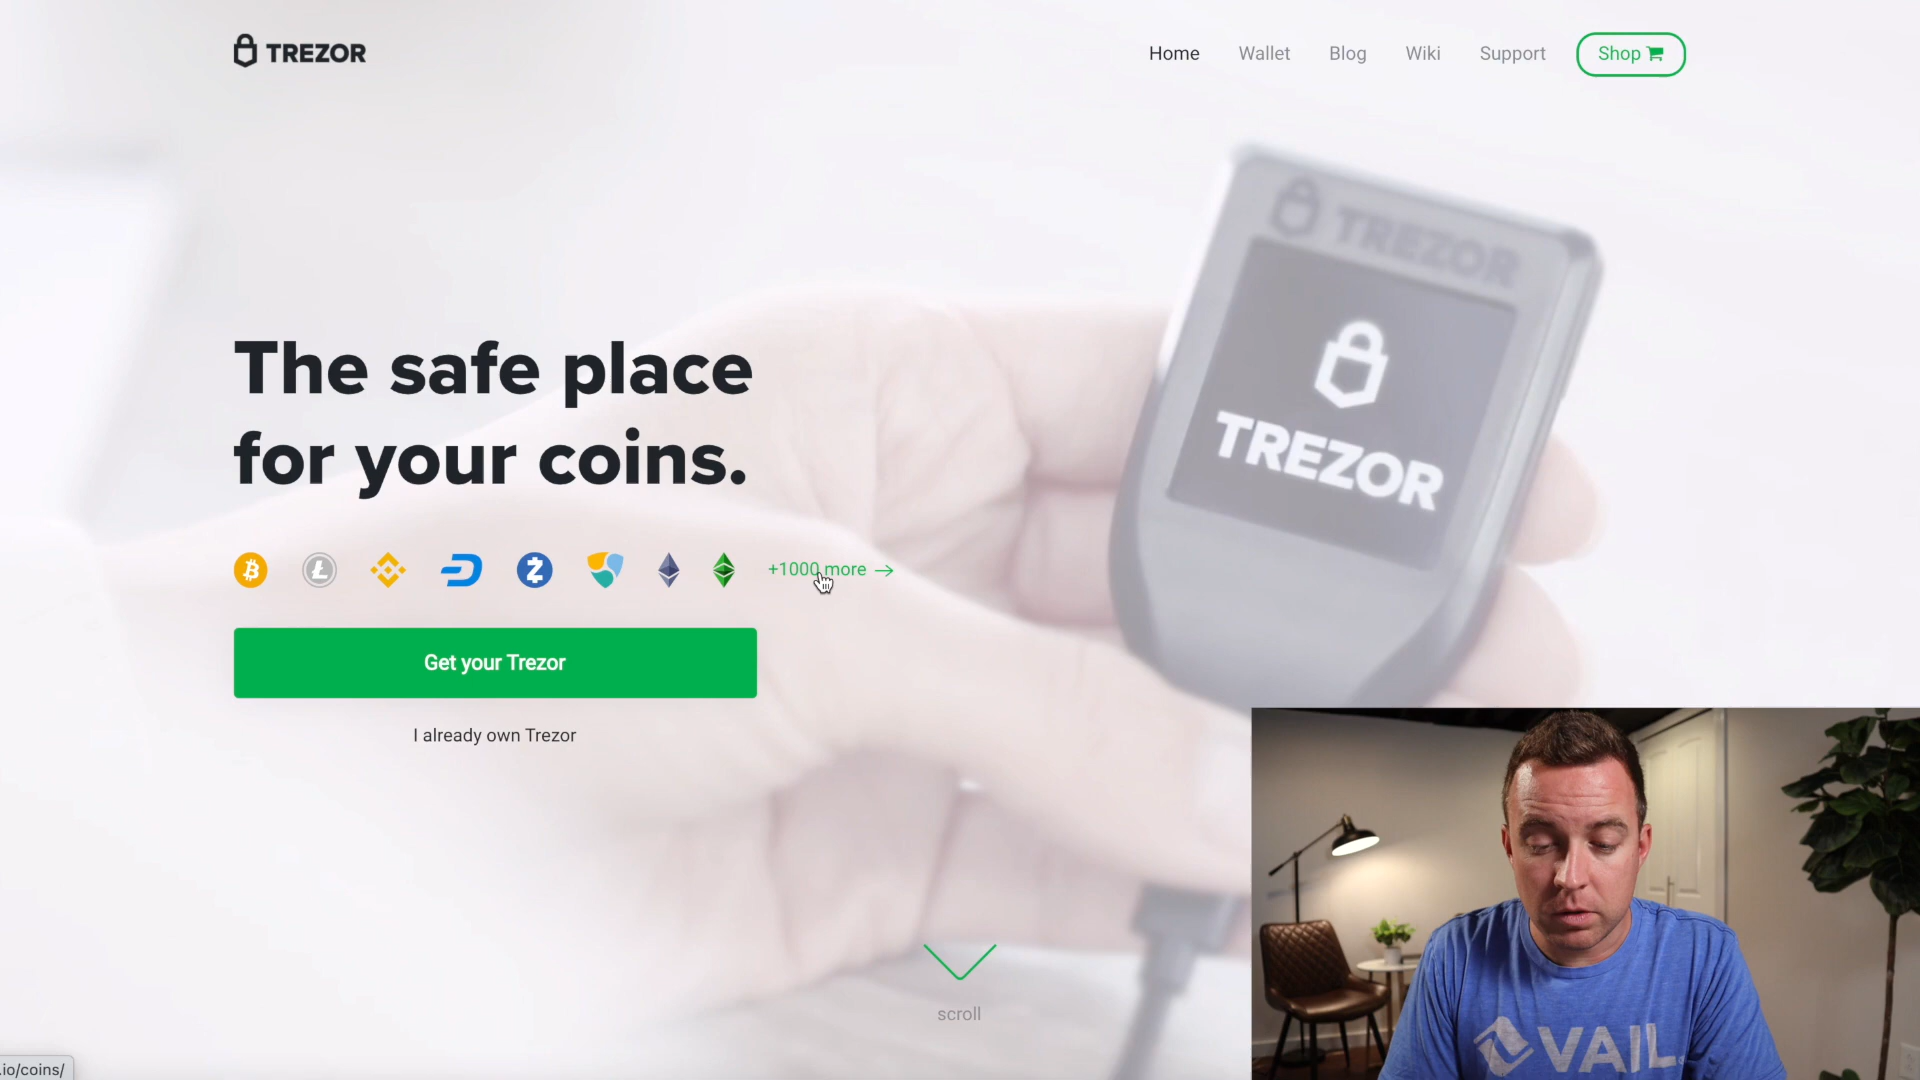 TREZOR
Home
Wallet
Blog
Wiki
Support
Shop
TREZOR
TREZOR
The safe place
for your coins.
+1000 more
Get your Trezor
I already own Trezor
scroll
VAIL
.io/coins/